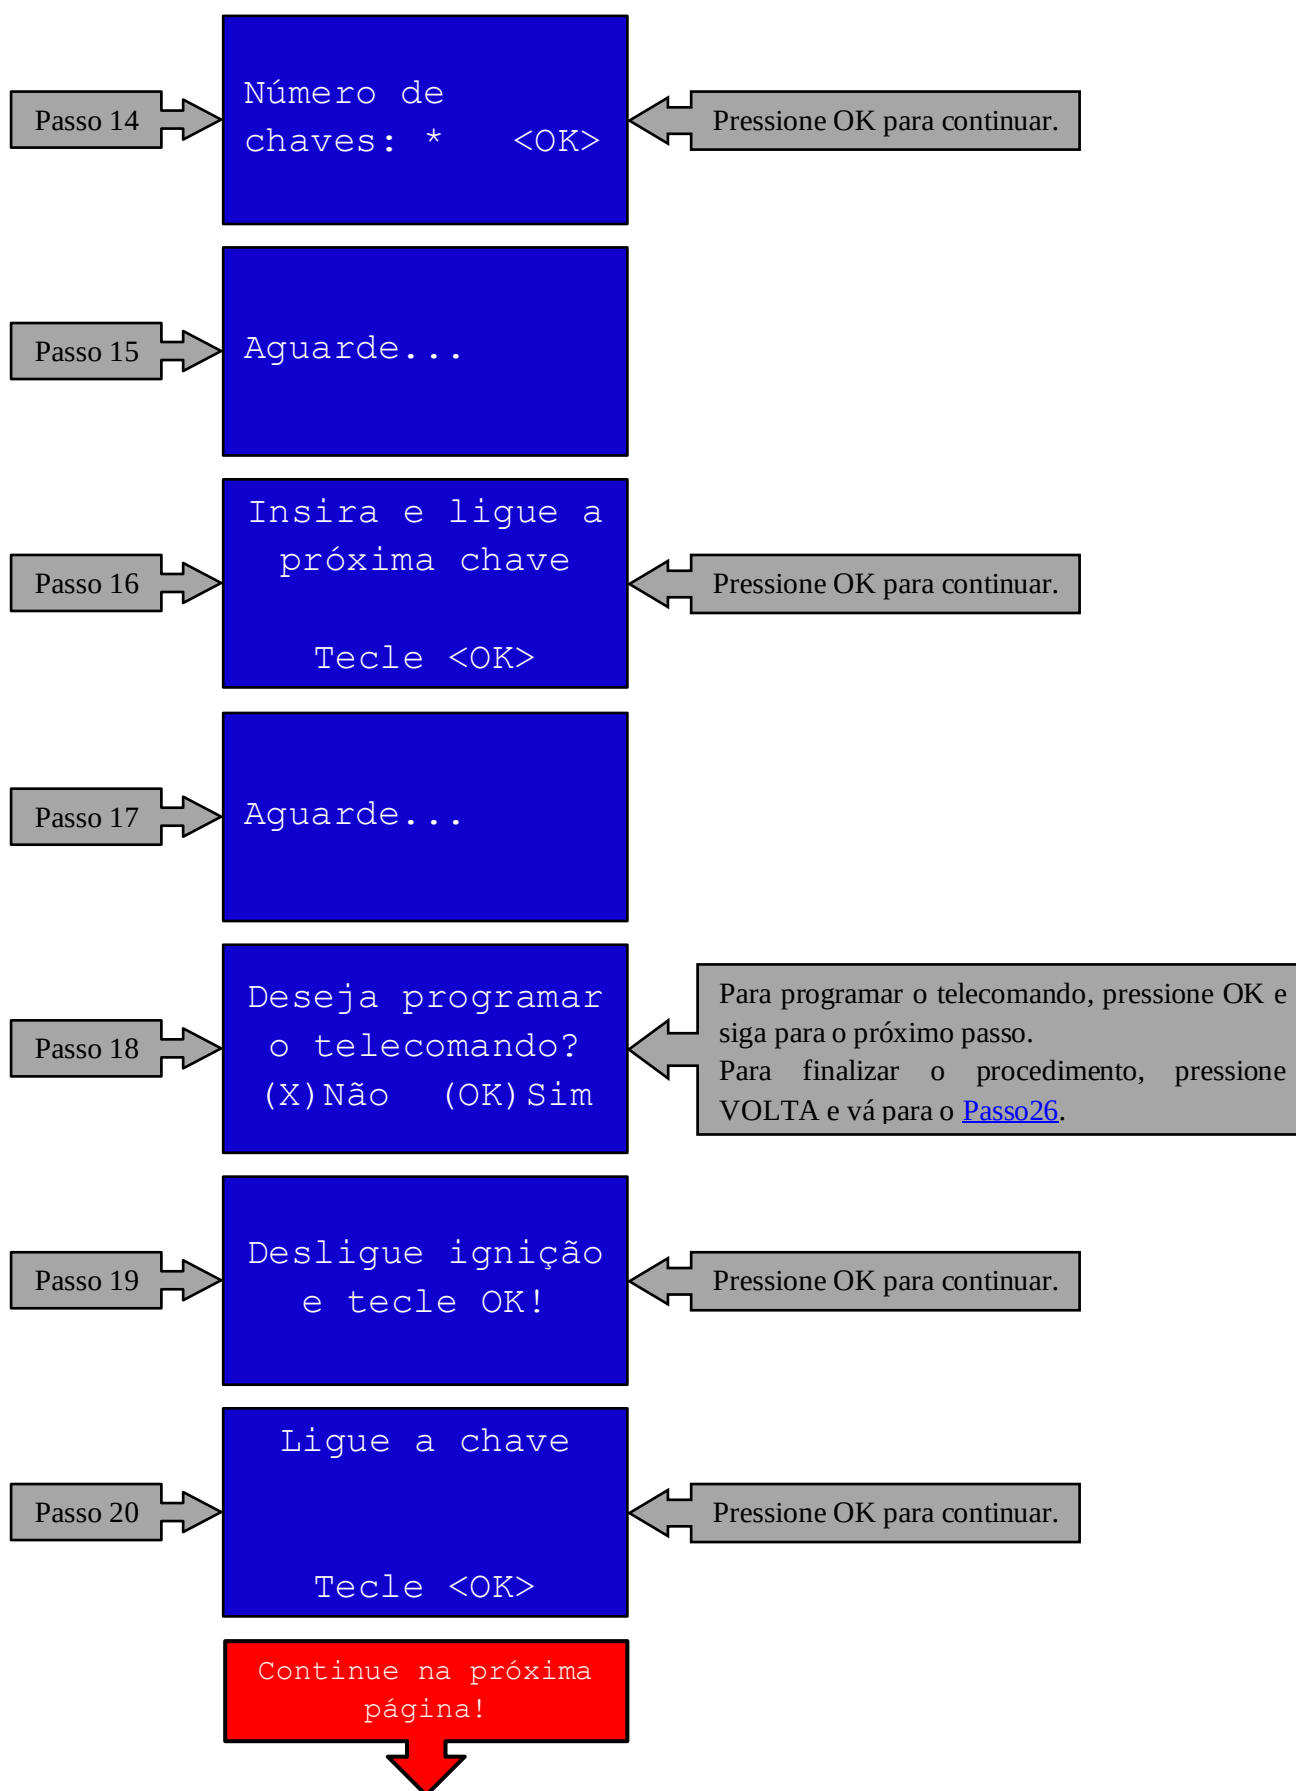 Passo 14
Número de
chaves: * <OK>
Pressione OK para continuar.
Passo 15
Aguarde...
Passo 16
Insira e ligue a
próxima chave
Tecle <OK>
Pressione OK para continuar.
Passo 17
Aguarde...
Passo 18
Deseja programar
o telecomando?
(X)Não (OK)Sim
Para programar o telecomando, pressione OK e
siga para o próximo passo.
Para finalizar o procedimento, pressione
VOLTA e vá para o Passo26.
Passo 19
Desligue ignição
e tecle OK!
Pressione OK para continuar.
Passo 20
Ligue a chave
Tecle <OK>
Pressione OK para continuar.
Continue na próxima
página!